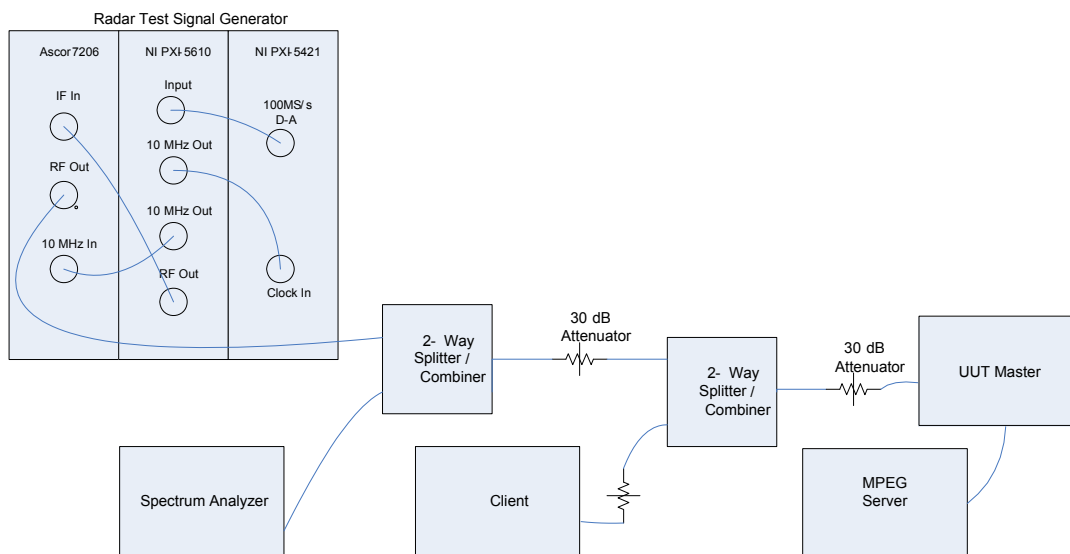 Radar Test Signal Generator
Ascor 7206
NI PXI-5610
NI PXI-5421
IF In
Input
100MS/s
D-A
RF Out
10 MHz Out
10 MHz Out
10 MHz In
RF Out
Clock In
2- Way
Splitter /
Combiner
30 dB
Attenuator
2- Way
Splitter /
Combiner
30 dB
Attenuator
UUT Master
Spectrum Analyzer
Client
MPEG
Server